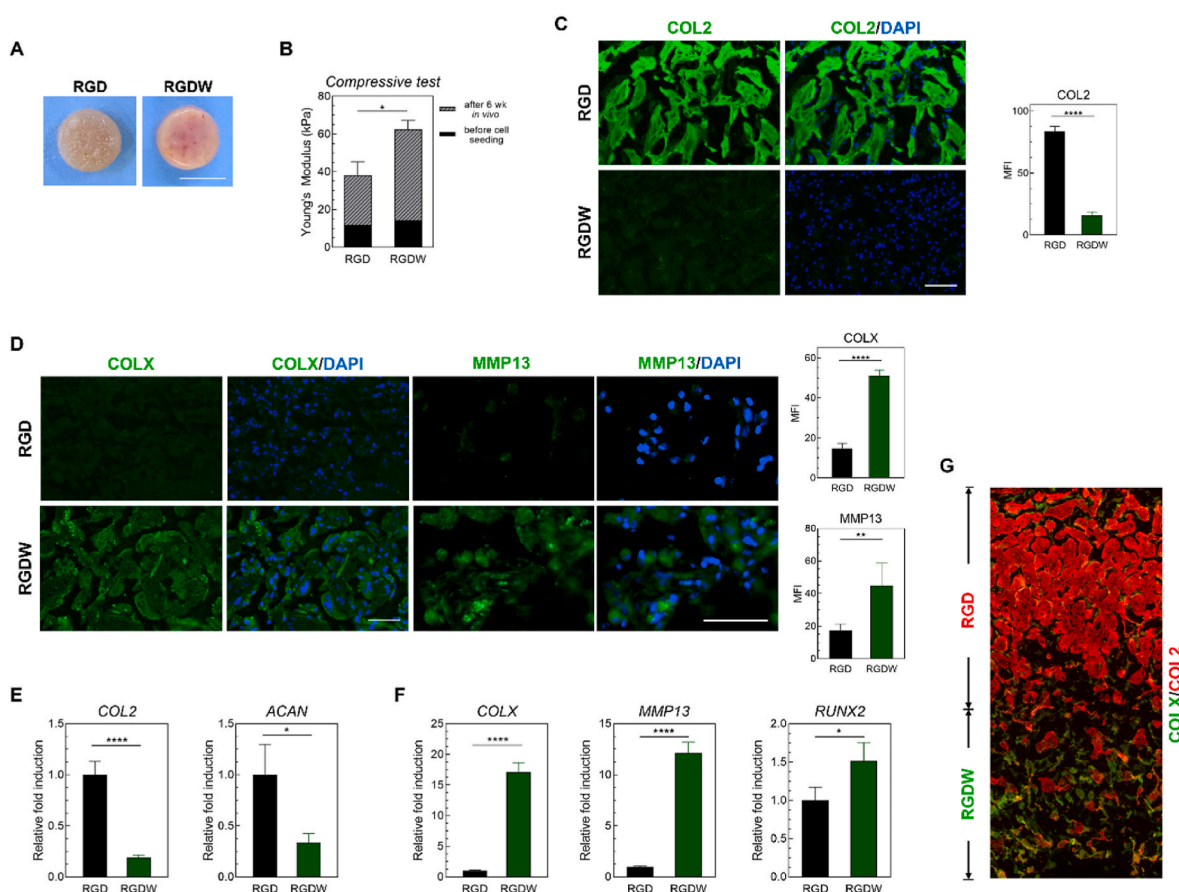 A
RGD
RGDW
B
Compressive test
*
Young's Modulus (kPa)
80
60
40
20
0
RGD
RGDW
after 6 wk
in vivo
before cell
seeding
C
COL2
COL2/DAPI
RGD
RGDW
COL2
****
MFI
100
50
0
RGD
RGDW
D
COLX
COLX/DAPI
MMP13
MMP13/DAPI
RGD
RGDW
COLX
****
MFI
60
40
20
0
RGD
RGDW
MMP13
**
MFI
80
60
40
20
0
RGD
RGDW
E
COL2
****
Relative fold induction
1.5
1.0
0.5
0.0
RGD
RGDW
ACAN
*
Relative fold induction
1.5
1.0
0.5
0.0
RGD
RGDW
F
COLX
****
Relative fold induction
25
20
15
10
5
0
RGD
RGDW
MMP13
****
Relative fold induction
15
10
5
0
RGD
RGDW
RUNX2
*
Relative fold induction
2.0
1.5
1.0
0.5
0.0
RGD
RGDW
G
RGD
RGDW
COLX/COL2